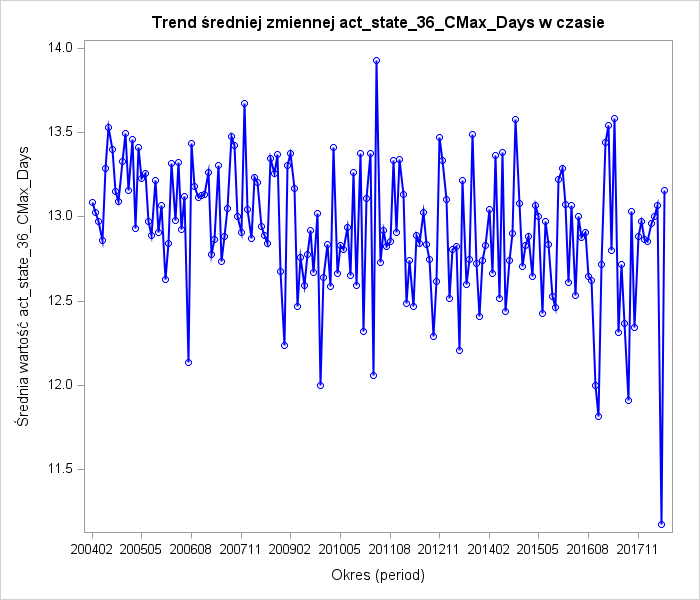 Trend średniej zmiennej act_state_36_CMax_Days w czasie
Średnia wartość act_state_36_CMax_Days
14.0
13.5
13.0
12.5
12.0
11.5
200402 200505 200608 200711 200902 201005 201108 201211 201402 201505 201608 201711
Okres (period)